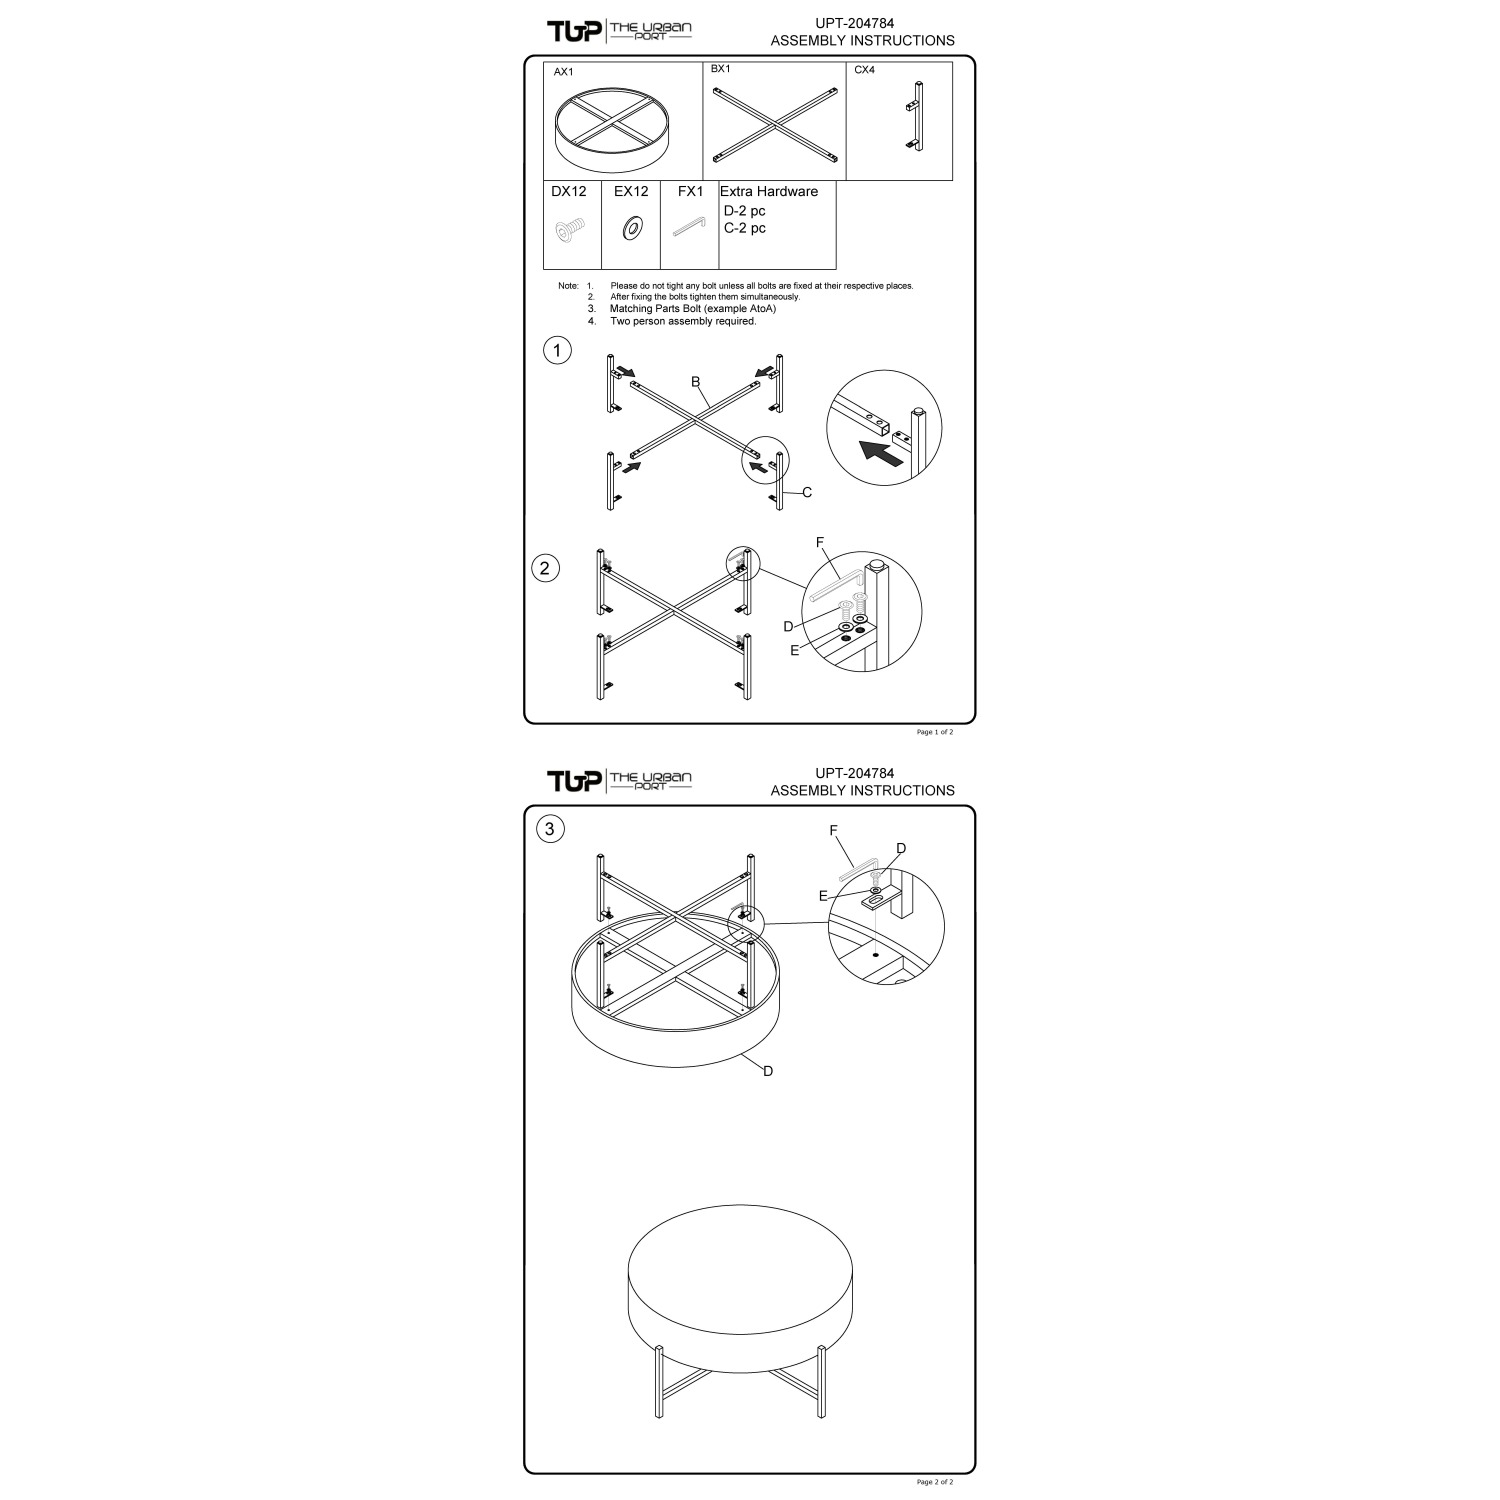 TUP THE URBAN PORT
UPT-204784
ASSEMBLY INSTRUCTIONS
AX1
BX1
CX4
DX12
EX12
FX1
Extra Hardware
D-2 pc
C-2 pc
Note: 1. Please do not tight any bolt unless all bolts are fixed at their respective places.
2. After fixing the bolts tighten them simultaneously.
3. Matching Parts Bolt (example AtoA)
4. Two person assembly required.
1
B
C
2
F
D
E
Page 1 of 2
TUP THE URBAN PORT
UPT-204784
ASSEMBLY INSTRUCTIONS
3
F
D
E
D
Page 2 of 2